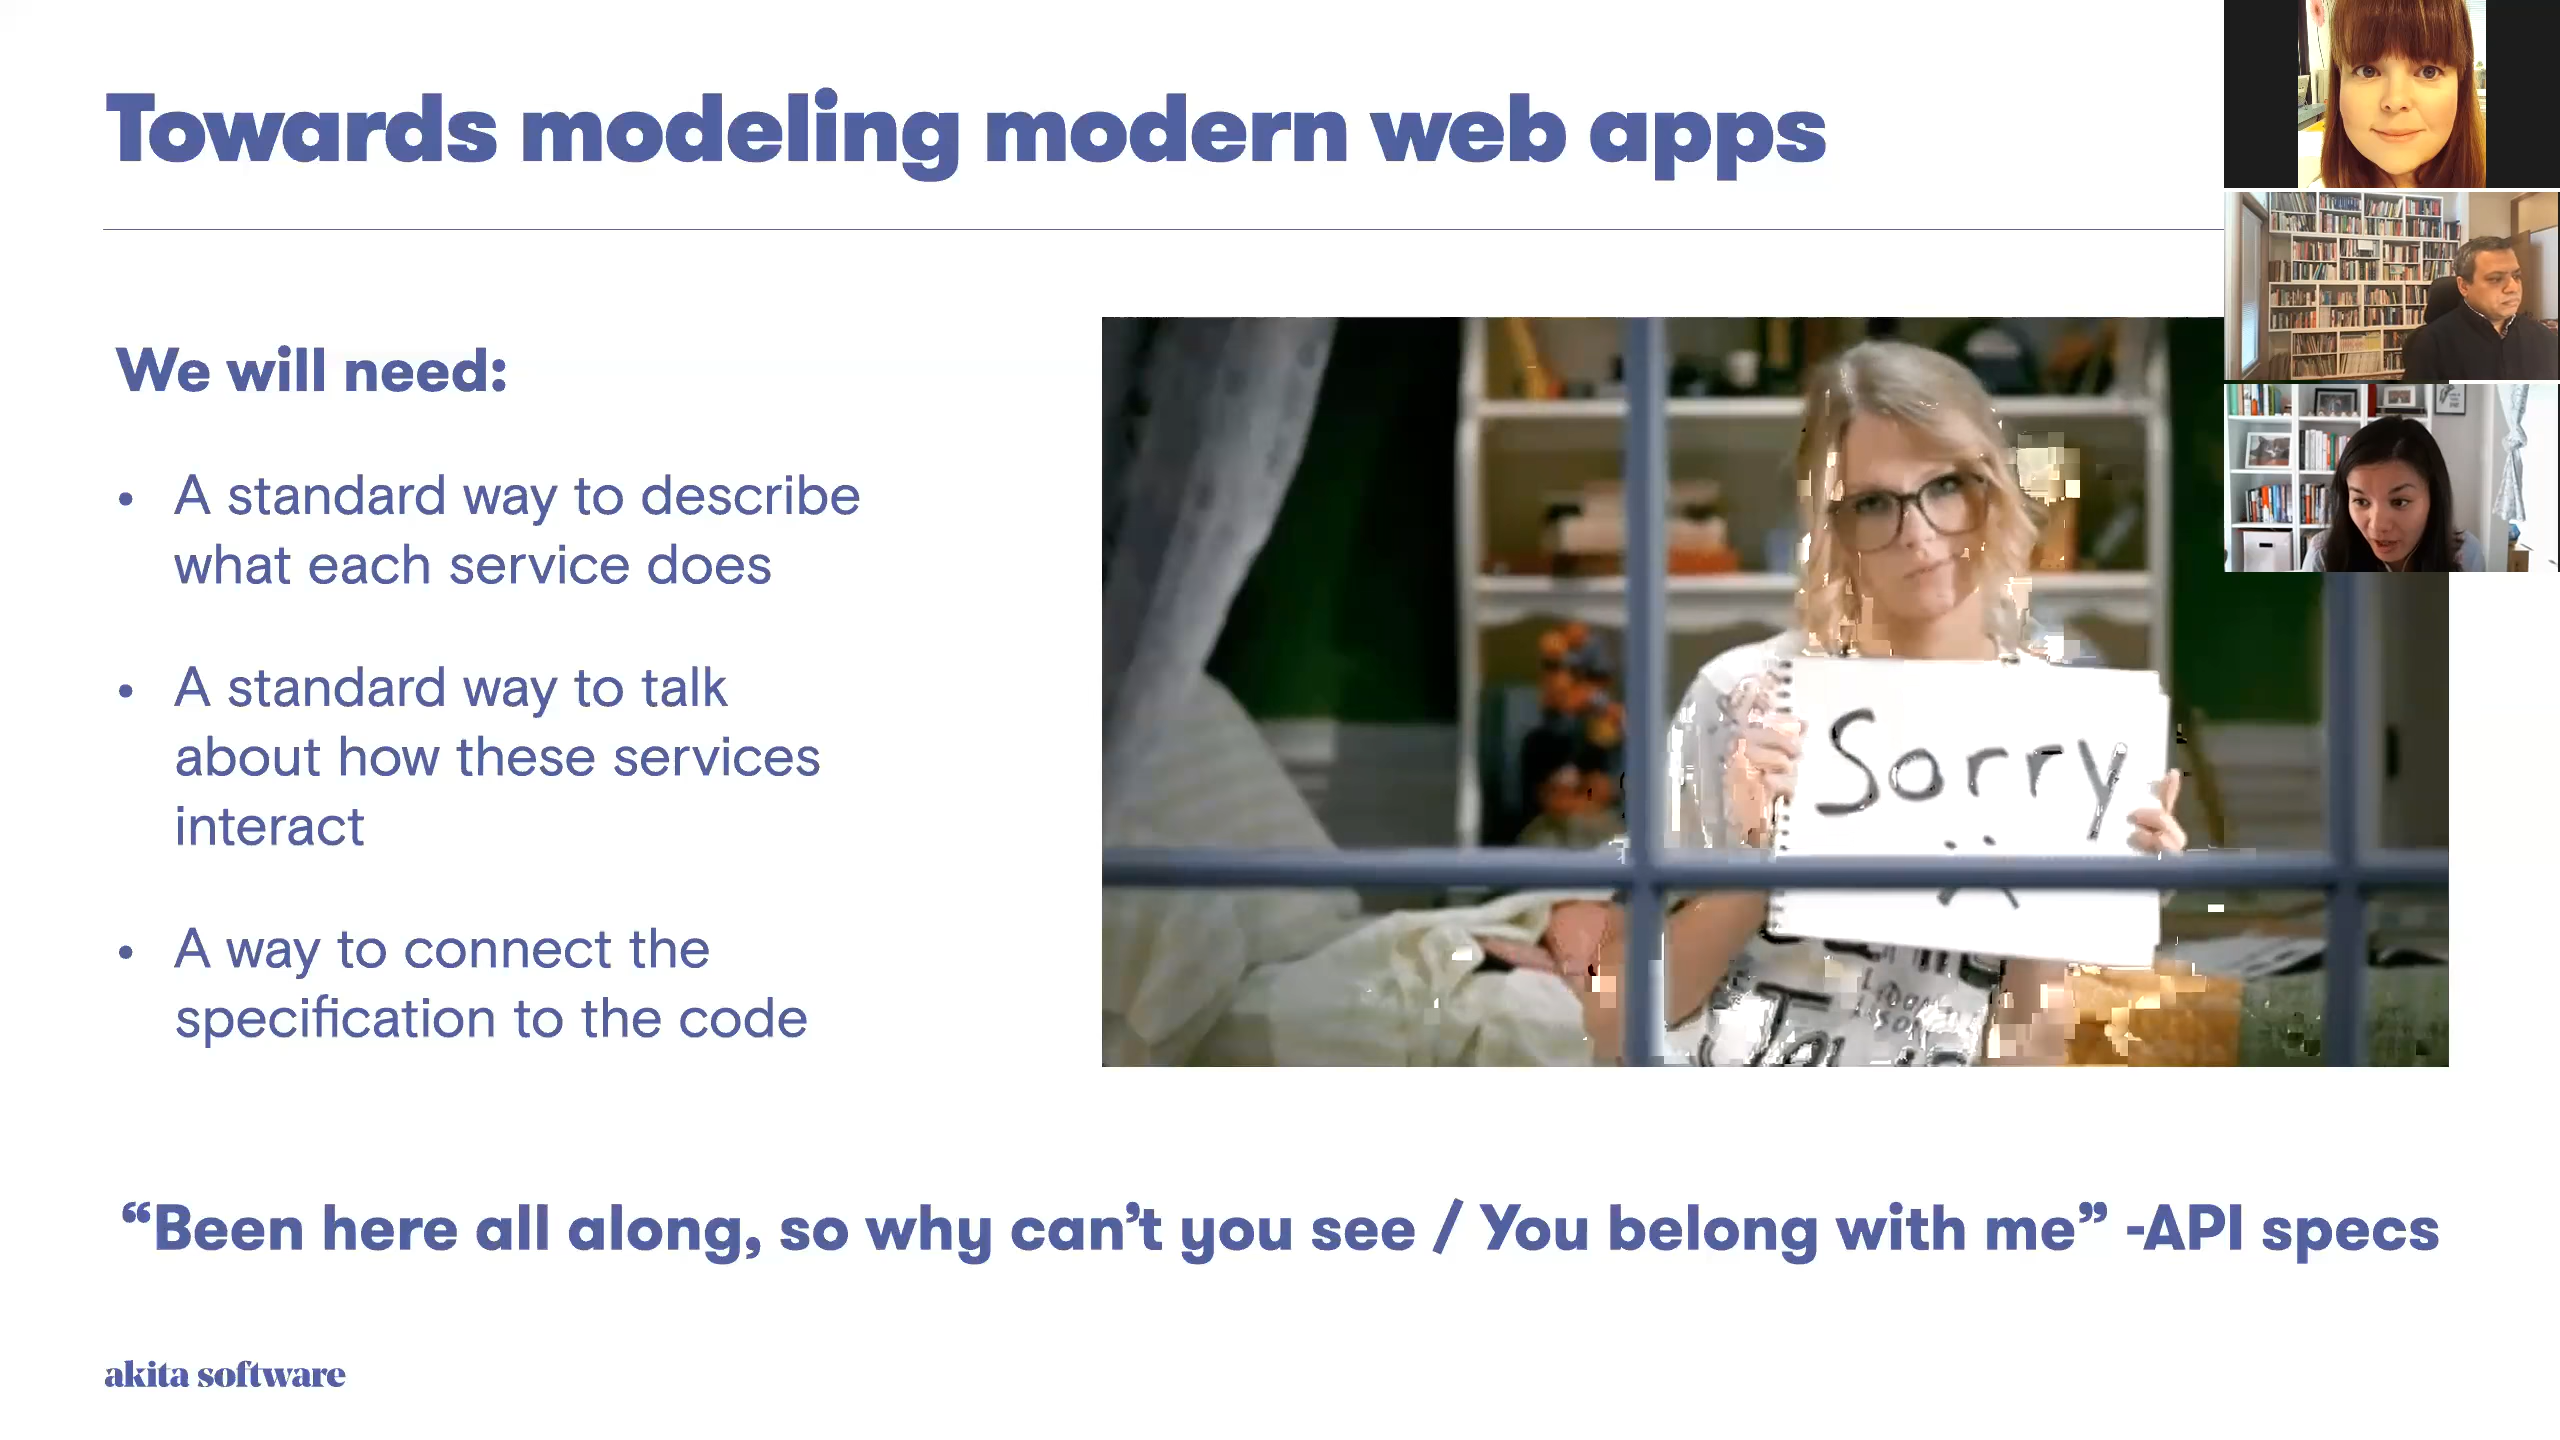 Towards modeling modern web apps
We will need:
• A standard way to describe
what each service does
• A standard way to talk
about how these services
interact
• A way to connect the
specification to the code
Sorry
“Been here all along, so why can’t you see / You belong with me” -API specs
akita software